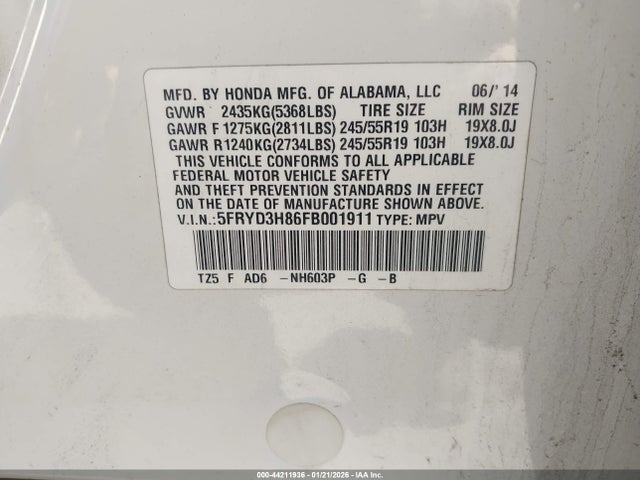 MFD. BY HONDA MFG. OF ALABAMA, LLC 06/' 14
GVWR 2435KG(5368LBS) TIRE SIZE RIM SIZE
GAWR F 1275KG(2811LBS) 245/55R19 103H 19X8.0J
GAWR R 1240KG(2734LBS) 245/55R19 103H 19X8.0J
THIS VEHICLE CONFORMS TO ALL APPLICABLE
FEDERAL MOTOR VEHICLE SAFETY
AND THEFT PREVENTION STANDARDS IN EFFECT
ON THE DATE OF MANUFACTURE SHOWN ABOVE.
V.I.N.:5FRYD3H86FB001911 TYPE: MPV
TZ5 F AD6 -NH603P -G -B
000-44211936 - 01/21/2026 - IAAI